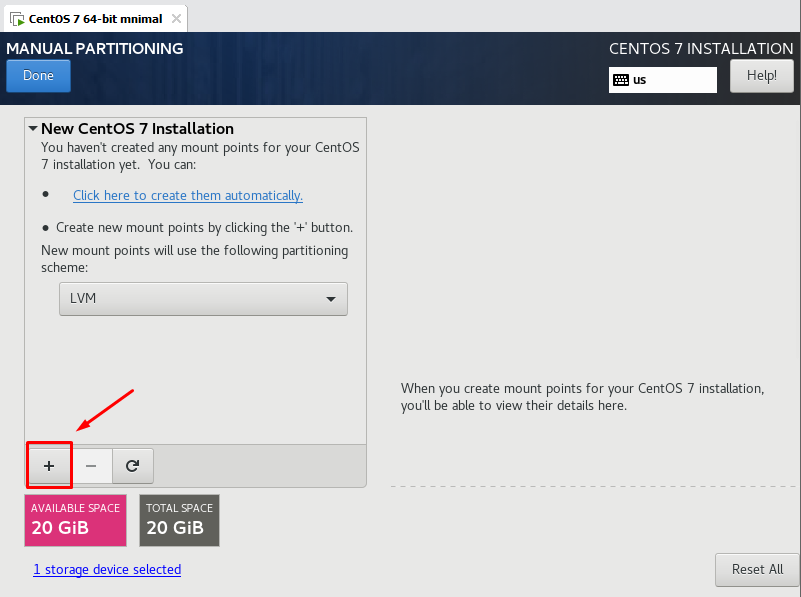 CentOS 7 64-bit mnimal
MANUAL PARTITIONING
CENTOS 7 INSTALLATION
Done
us
Help!
New CentOS 7 Installation
You haven't created any mount points for your CentOS
7 installation yet.  You can:
Click here to create them automatically.
Create new mount points by clicking the '+' button.
New mount points will use the following partitioning
scheme:
LVM
When you create mount points for your CentOS 7 installation,
you'll be able to view their details here.
+ −
AVAILABLE SPACE
20 GiB
TOTAL SPACE
20 GiB
1 storage device selected
Reset All